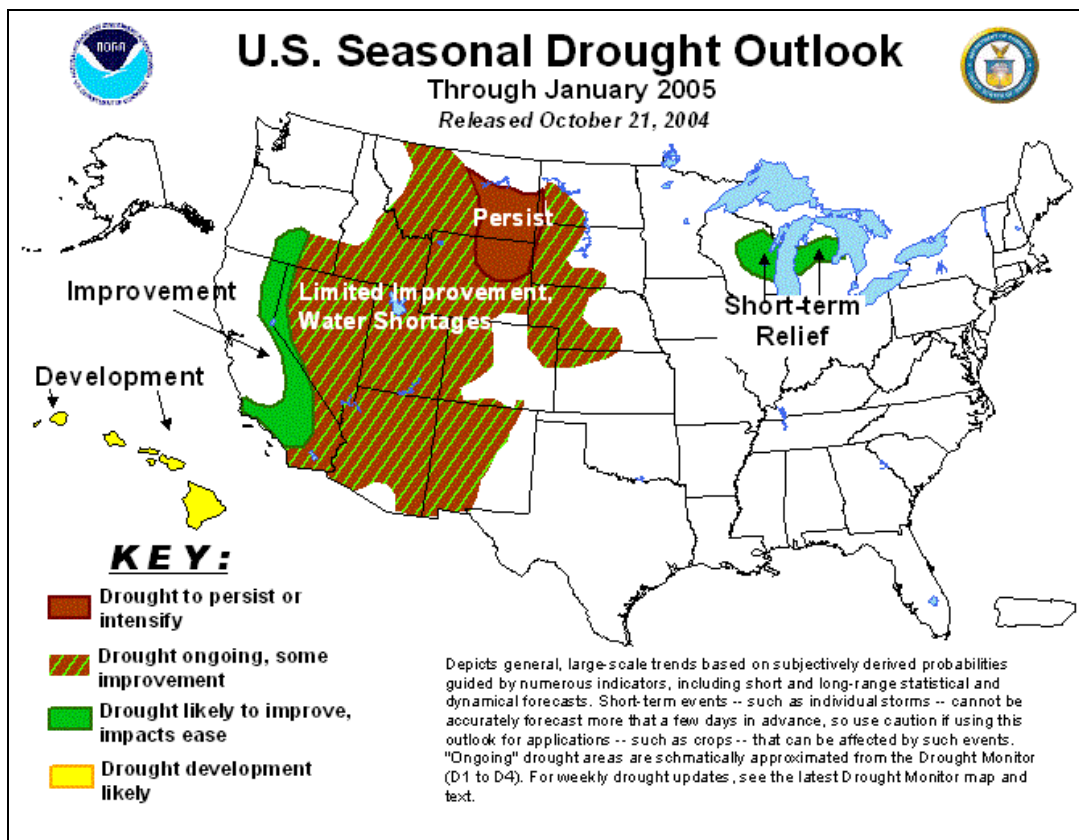 NOAA
U.S. Seasonal Drought Outlook
Through January 2005
Released October 21, 2004
Persist
Improvement
Limited Improvement,
Water Shortages
Short-term
Relief
Development
KEY:
Drought to persist or
intensify
Drought ongoing, some
improvement
Drought likely to improve,
impacts ease
Drought development
likely
Depicts general, large-scale trends based on subjectively derived probabilities
guided by numerous indicators, including short and long-range statistical and
dynamical forecasts. Short-term events -- such as individual storms -- cannot be
accurately forecast more that a few days in advance, so use caution if using this
outlook for applications -- such as crops -- that can be affected by such events.
"Ongoing" drought areas are schmatically approximated from the Drought Monitor
(D1 to D4). For weekly drought updates, see the latest Drought Monitor map and
text.